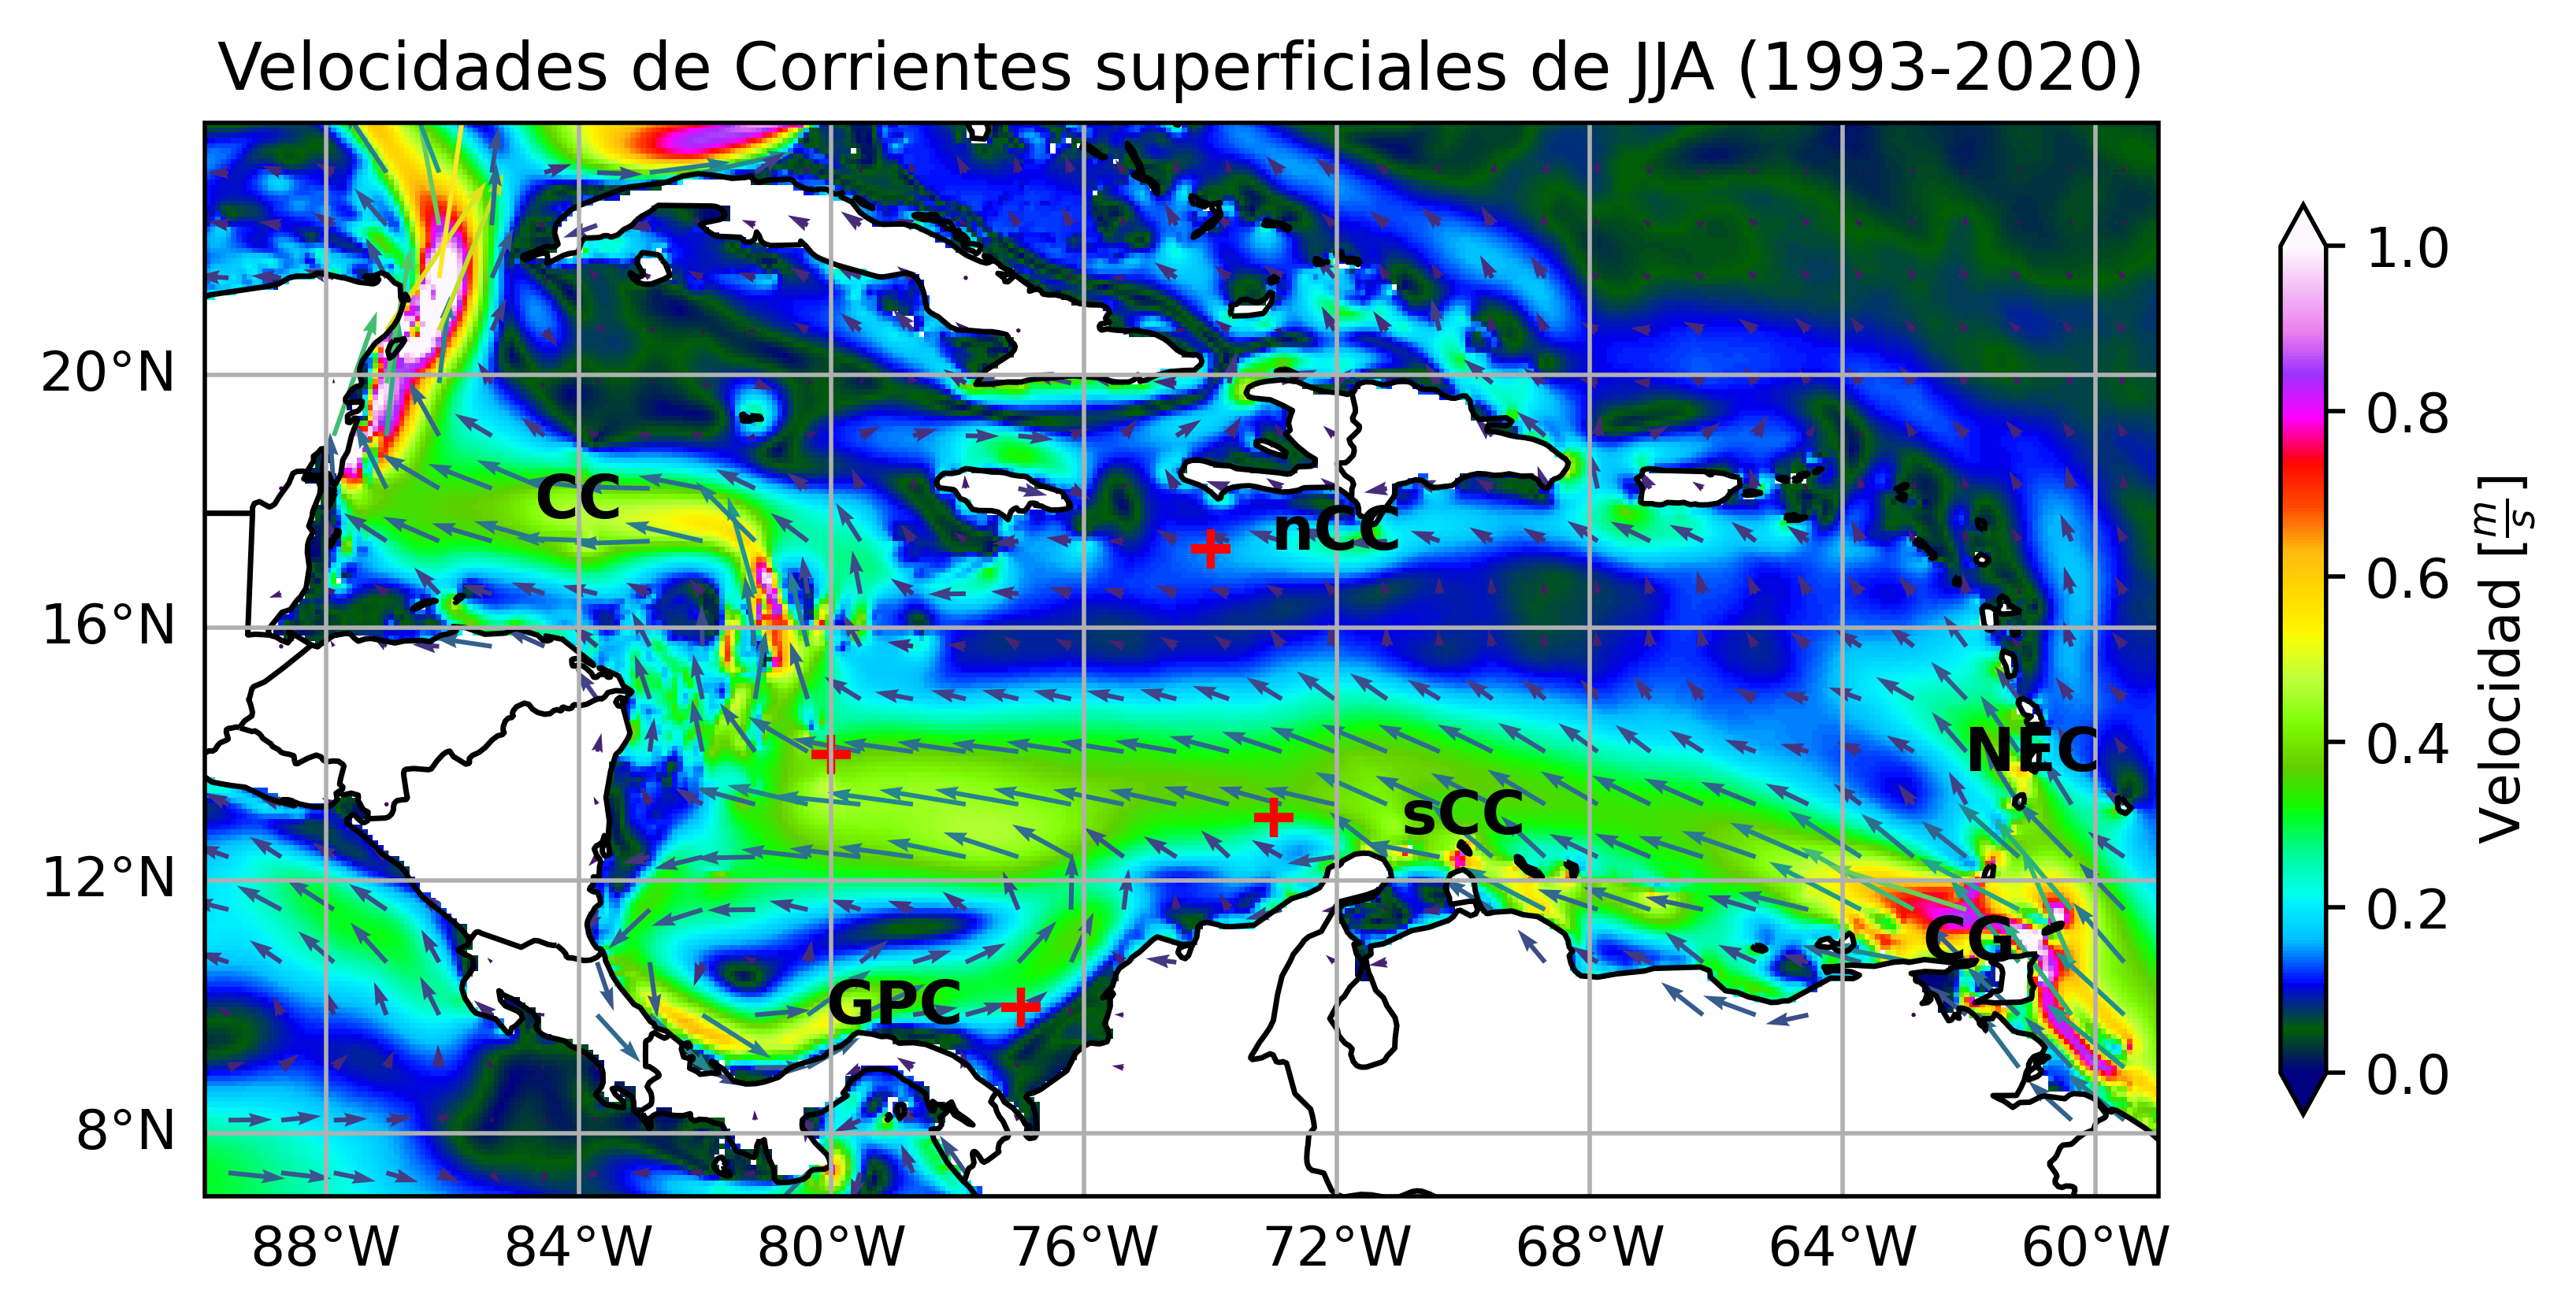 Velocidades de Corrientes superficiales de JJA (1993-2020)
20°N
16°N
12°N
8°N
CC
nCC
NEC
sCC
CG
GPC
88°W 84°W 80°W 76°W 72°W 68°W 64°W 60°W
1.0
0.8
0.6
0.4
0.2
0.0
Velocidad [m/s]